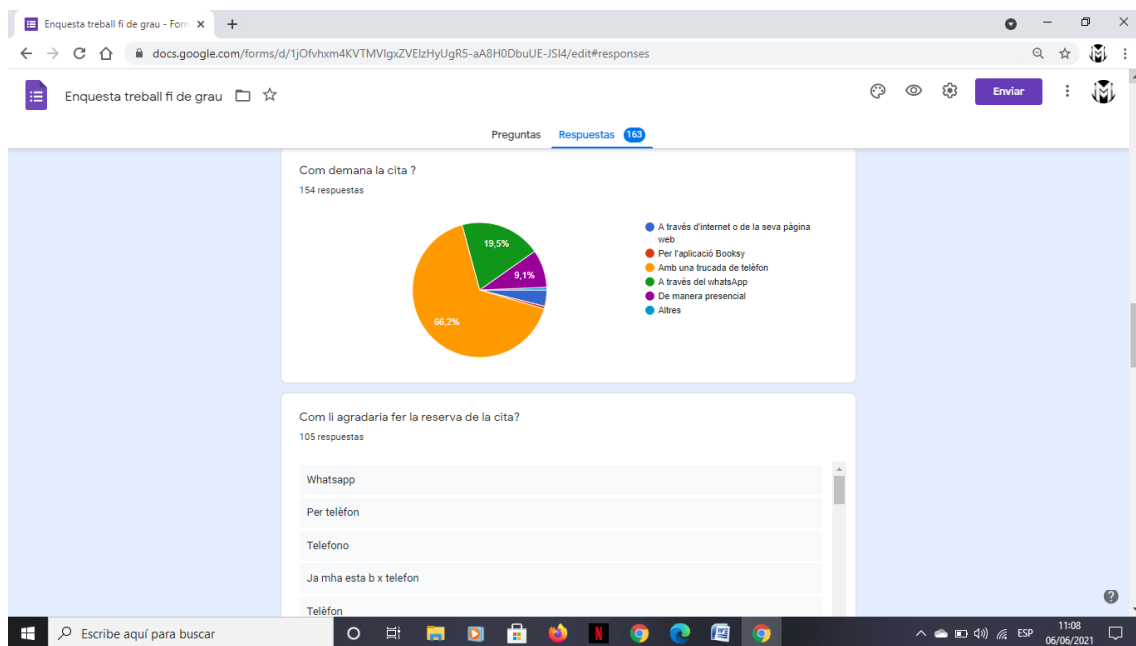 Enquesta treball fi de grau - Form
docs.google.com/forms/d/1jOfvhxm4KVTMVIgxZVElzHyUgR5-aA8H0DbuUE-JSI4/edit#responses
Enquesta treball fi de grau
Enviar
Preguntas Respuestas 163
Com demana la cita ?
154 respuestas
19,5%
9,1%
66,2%
A través d'internet o de la seva pàgina
web
Per l'aplicació Booksy
Amb una trucada de telèfon
A través del whatsApp
De manera presencial
Altres
Com li agradaria fer la reserva de la cita?
105 respuestas
Whatsapp
Per telèfon
Telefono
Ja mha esta b x telefon
Telèfon
Escribe aquí para buscar
ESP
11:08
06/06/2021